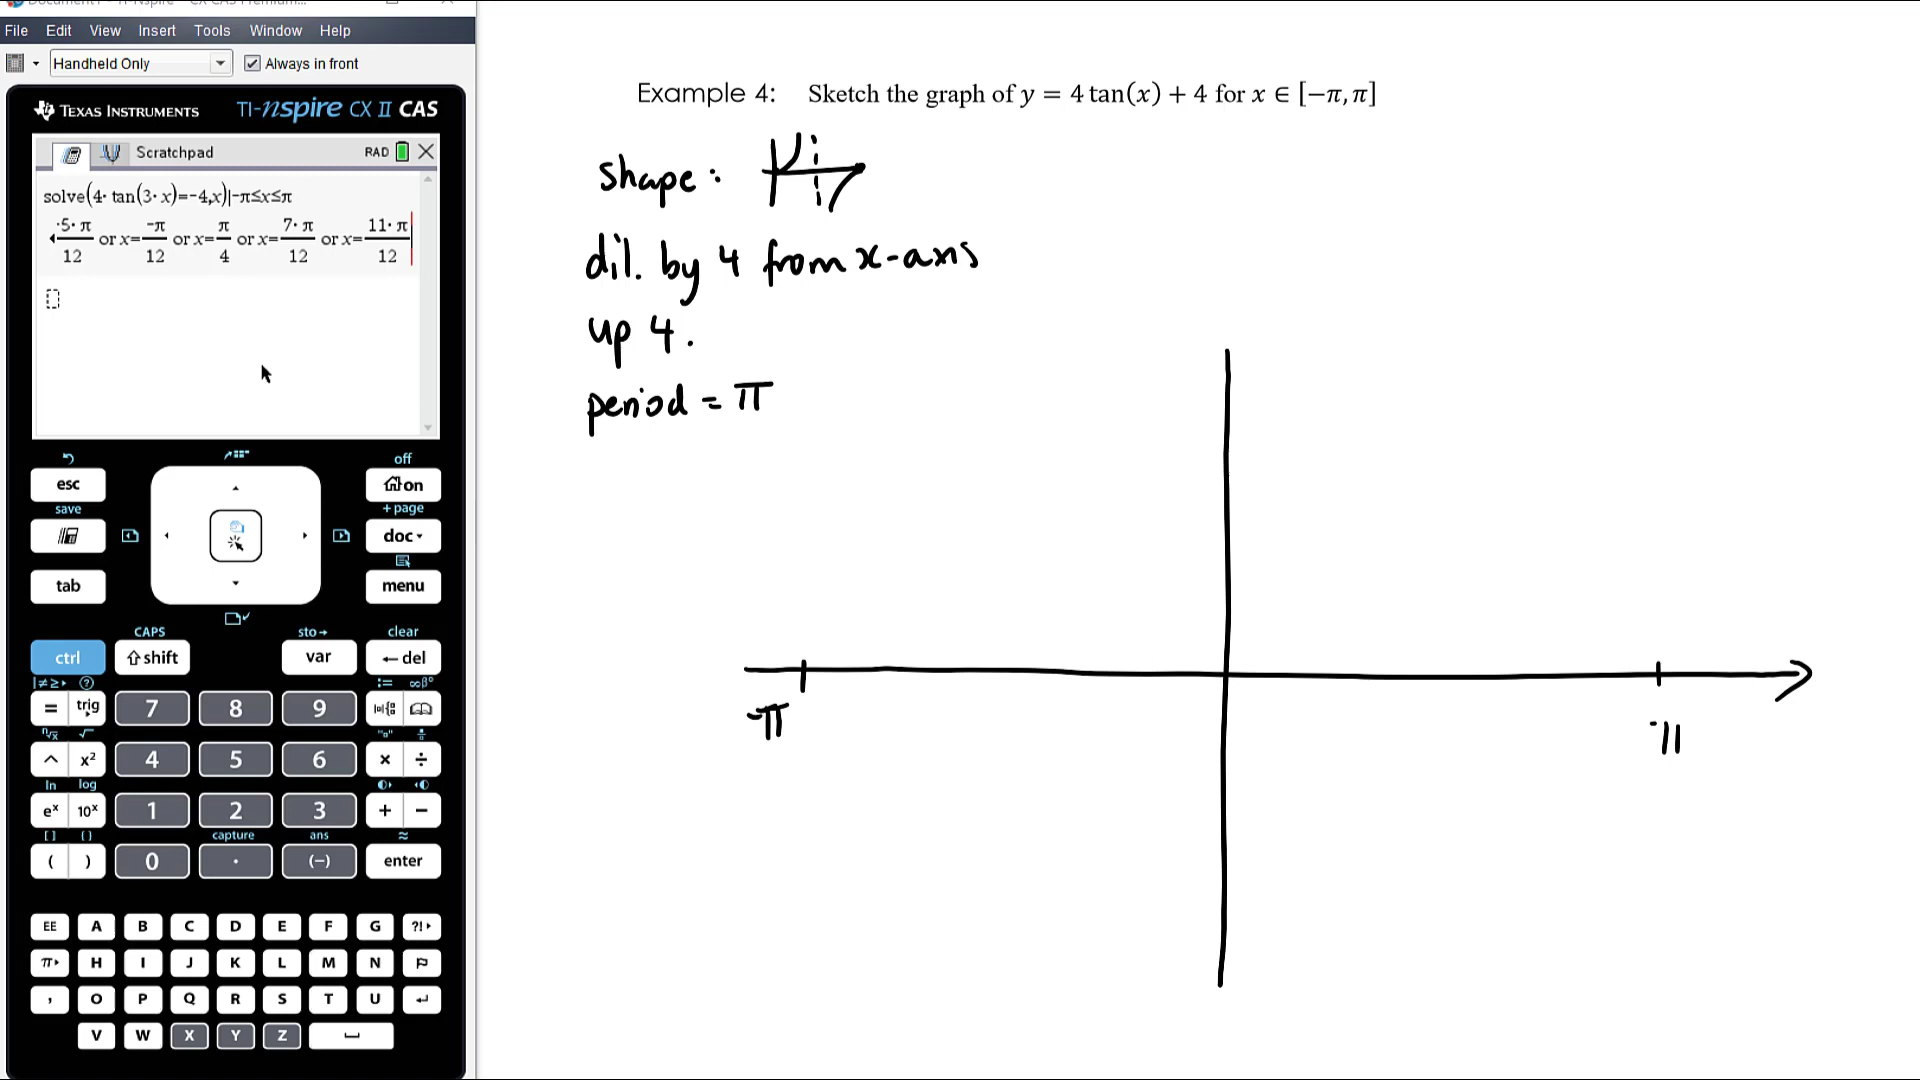 File Edit View Insert Tools Window Help
Handheld Only Always in front
TEXAS INSTRUMENTS TI-nspire CX II CAS
Scratchpad RAD
solve(4·tan(3·x)=-4,x)|-π≤x≤π
·5·π/12 or x=-π/12 or x=π/4 or x=7·π/12 or x=11·π/12
off
esc on
save + page
doc
tab menu
CAPS sto→ clear
ctrl shift var ←del
|≠≥▸ ? := ∞β°
= trig 7 8 9 |□|{
√
^ x² 4 5 6 × ÷
ln log
eˣ 10ˣ 1 2 3 + −
[ ] { } capture ans ≈
( ) 0 . (−) enter
EE A B C D E F G ?!▸
π▸ H I J K L M N
, O P Q R S T U ↵
V W X Y Z
Example 4: Sketch the graph of y = 4 tan(x) + 4 for x ∈ [−π, π]
shape:
dil. by 4 from x-axis
up 4.
period = π
-π